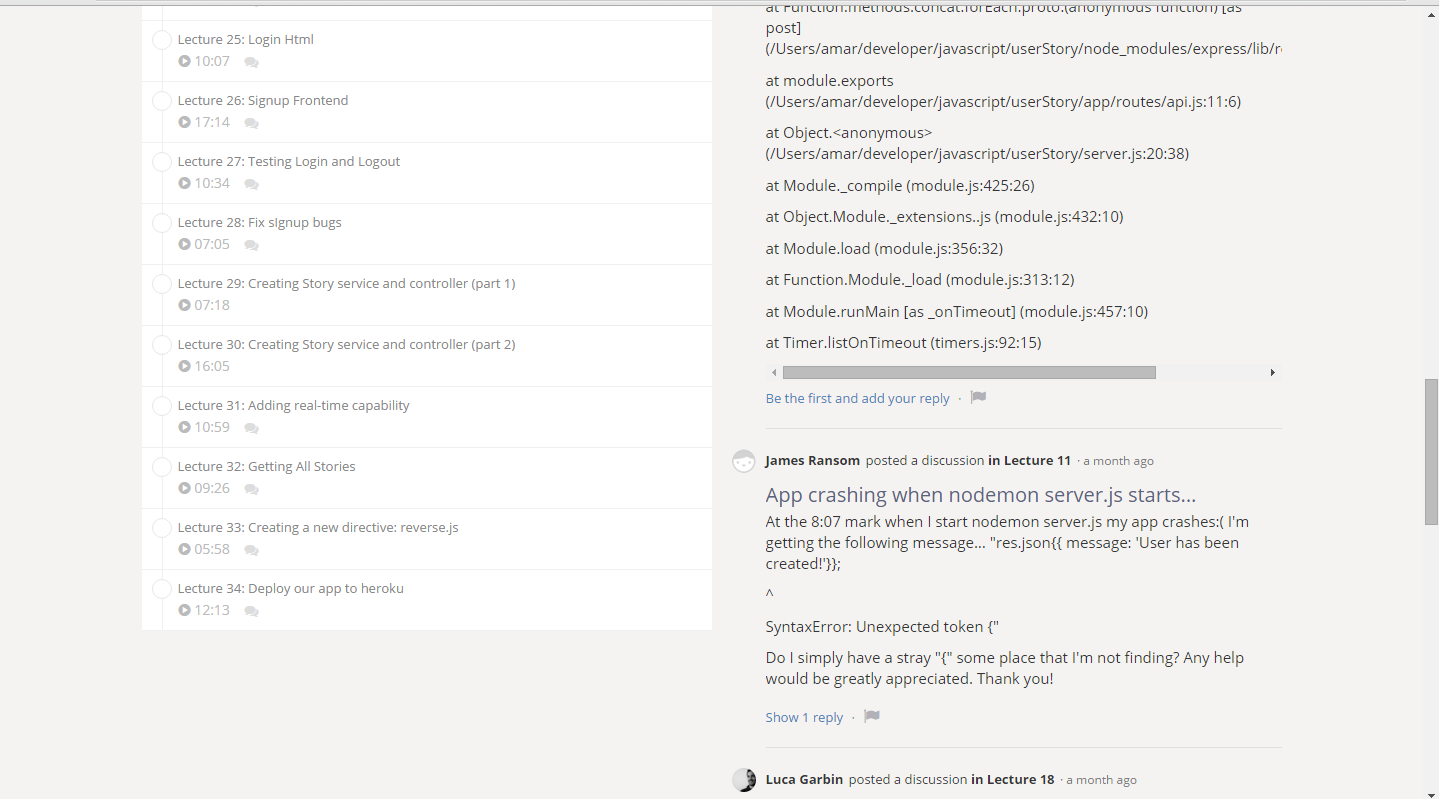 Lecture 25: Login Html
10:07
Lecture 26: Signup Frontend
17:14
Lecture 27: Testing Login and Logout
10:34
Lecture 28: Fix signup bugs
07:05
Lecture 29: Creating Story service and controller (part 1)
07:18
Lecture 30: Creating Story service and controller (part 2)
16:05
Lecture 31: Adding real-time capability
10:59
Lecture 32: Getting All Stories
09:26
Lecture 33: Creating a new directive: reverse.js
05:58
Lecture 34: Deploy our app to heroku
12:13
at Function.methods.concat.forEach.proto.(anonymous function) [as
post]
(/Users/amar/developer/javascript/userStory/node_modules/express/lib/r
at module.exports
(/Users/amar/developer/javascript/userStory/app/routes/api.js:11:6)
at Object.<anonymous>
(/Users/amar/developer/javascript/userStory/server.js:20:38)
at Module._compile (module.js:425:26)
at Object.Module._extensions..js (module.js:432:10)
at Module.load (module.js:356:32)
at Function.Module._load (module.js:313:12)
at Module.runMain [as _onTimeout] (module.js:457:10)
at Timer.listOnTimeout (timers.js:92:15)
Be the first and add your reply ·
James Ransom posted a discussion in Lecture 11 · a month ago
App crashing when nodemon server.js starts...
At the 8:07 mark when I start nodemon server.js my app crashes:( I'm
getting the following message... "res.json{{ message: 'User has been
created!'}};
^
SyntaxError: Unexpected token {"
Do I simply have a stray "{" some place that I'm not finding? Any help
would be greatly appreciated. Thank you!
Show 1 reply ·
Luca Garbin posted a discussion in Lecture 18 · a month ago